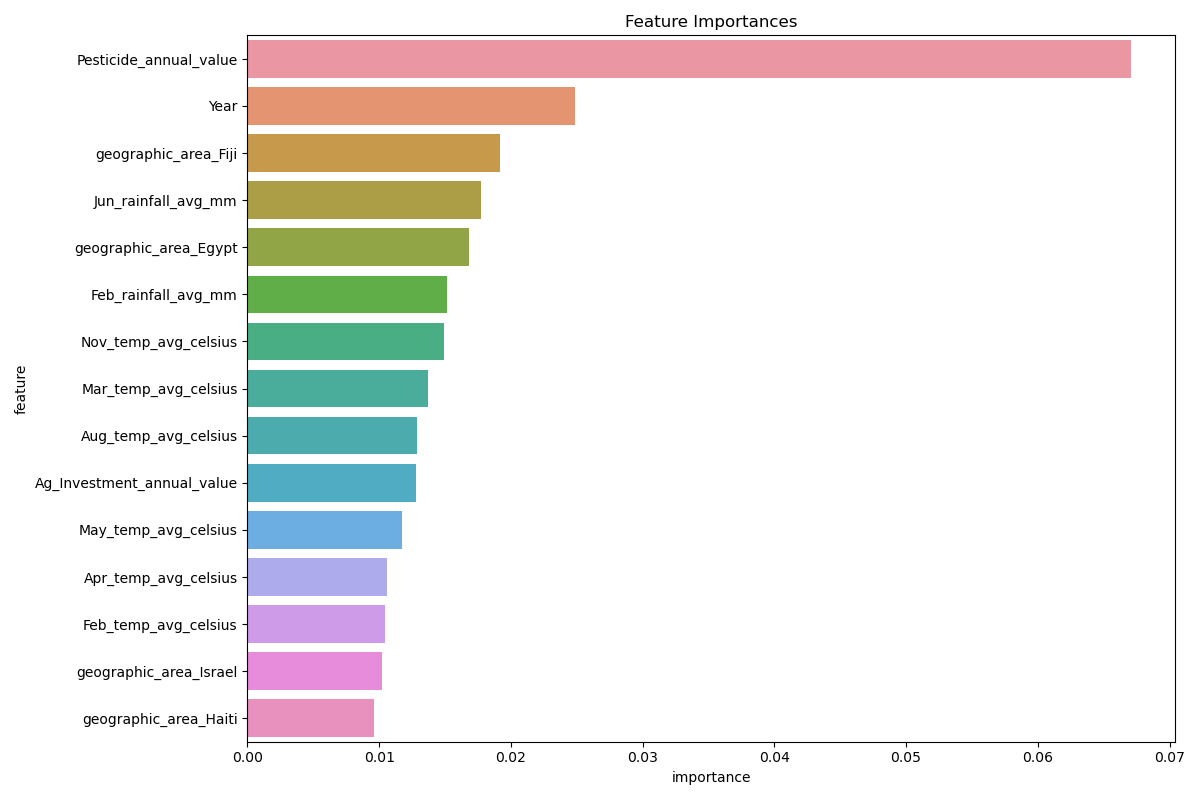 Feature Importances
Pesticide_annual_value
Year
geographic_area_Fiji
Jun_rainfall_avg_mm
geographic_area_Egypt
Feb_rainfall_avg_mm
Nov_temp_avg_celsius
Mar_temp_avg_celsius
Aug_temp_avg_celsius
Ag_Investment_annual_value
May_temp_avg_celsius
Apr_temp_avg_celsius
Feb_temp_avg_celsius
geographic_area_Israel
geographic_area_Haiti
feature
0.00 0.01 0.02 0.03 0.04 0.05 0.06 0.07
importance